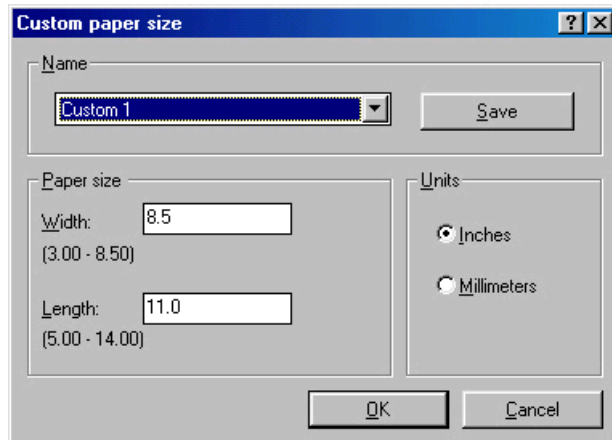 Custom paper size
Name
Custom 1
Save
Paper size
Width: 8.5
(3.00 - 8.50)
Length: 11.0
(5.00 - 14.00)
Units
Inches
Millimeters
OK Cancel